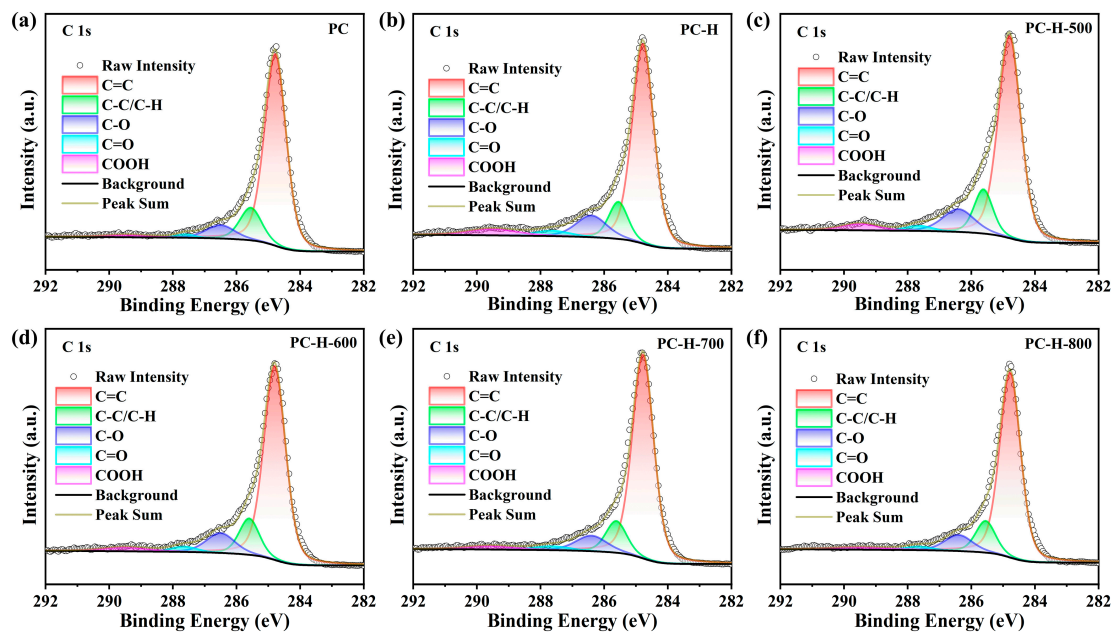 (a)
C 1s
PC
Raw Intensity
C=C
C-C/C-H
C-O
C=O
COOH
Background
Peak Sum
Intensity (a.u.)
292 290 288 286 284 282
Binding Energy (eV)
(b)
C 1s
PC-H
Raw Intensity
C=C
C-C/C-H
C-O
C=O
COOH
Background
Peak Sum
Intensity (a.u.)
292 290 288 286 284 282
Binding Energy (eV)
(c)
C 1s
PC-H-500
Raw Intensity
C=C
C-C/C-H
C-O
C=O
COOH
Background
Peak Sum
Intensity (a.u.)
292 290 288 286 284 282
Binding Energy (eV)
(d)
C 1s
PC-H-600
Raw Intensity
C=C
C-C/C-H
C-O
C=O
COOH
Background
Peak Sum
Intensity (a.u.)
292 290 288 286 284 282
Binding Energy (eV)
(e)
C 1s
PC-H-700
Raw Intensity
C=C
C-C/C-H
C-O
C=O
COOH
Background
Peak Sum
Intensity (a.u.)
292 290 288 286 284 282
Binding Energy (eV)
(f)
C 1s
PC-H-800
Raw Intensity
C=C
C-C/C-H
C-O
C=O
COOH
Background
Peak Sum
Intensity (a.u.)
292 290 288 286 284 282
Binding Energy (eV)